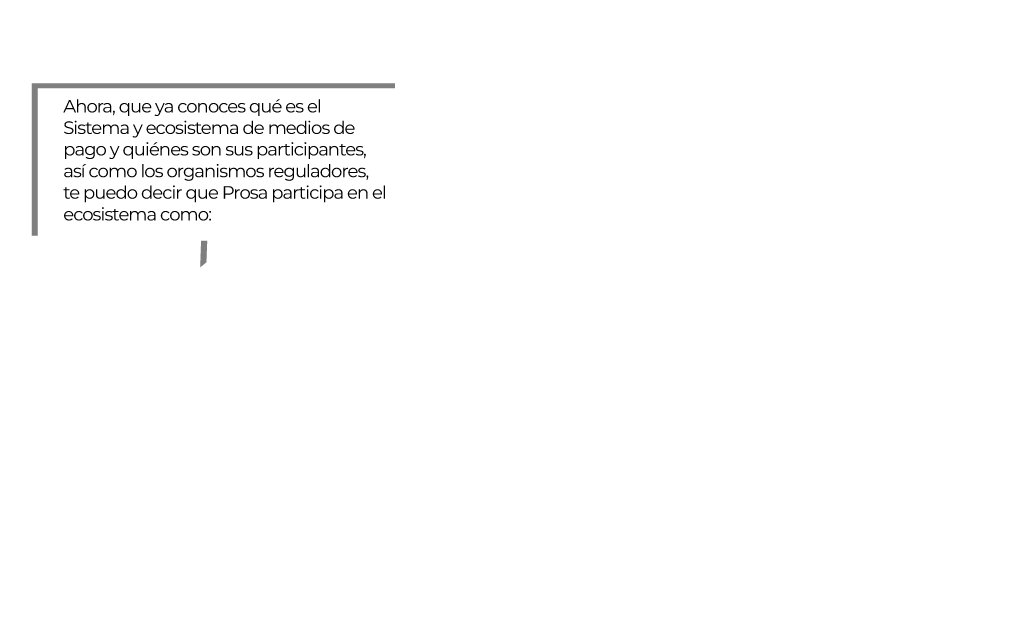 Ahora, que ya conoces qué es el
Sistema y ecosistema de medios de
pago y quiénes son sus participantes,
así como los organismos reguladores,
te puedo decir que Prosa participa en el
ecosistema como: